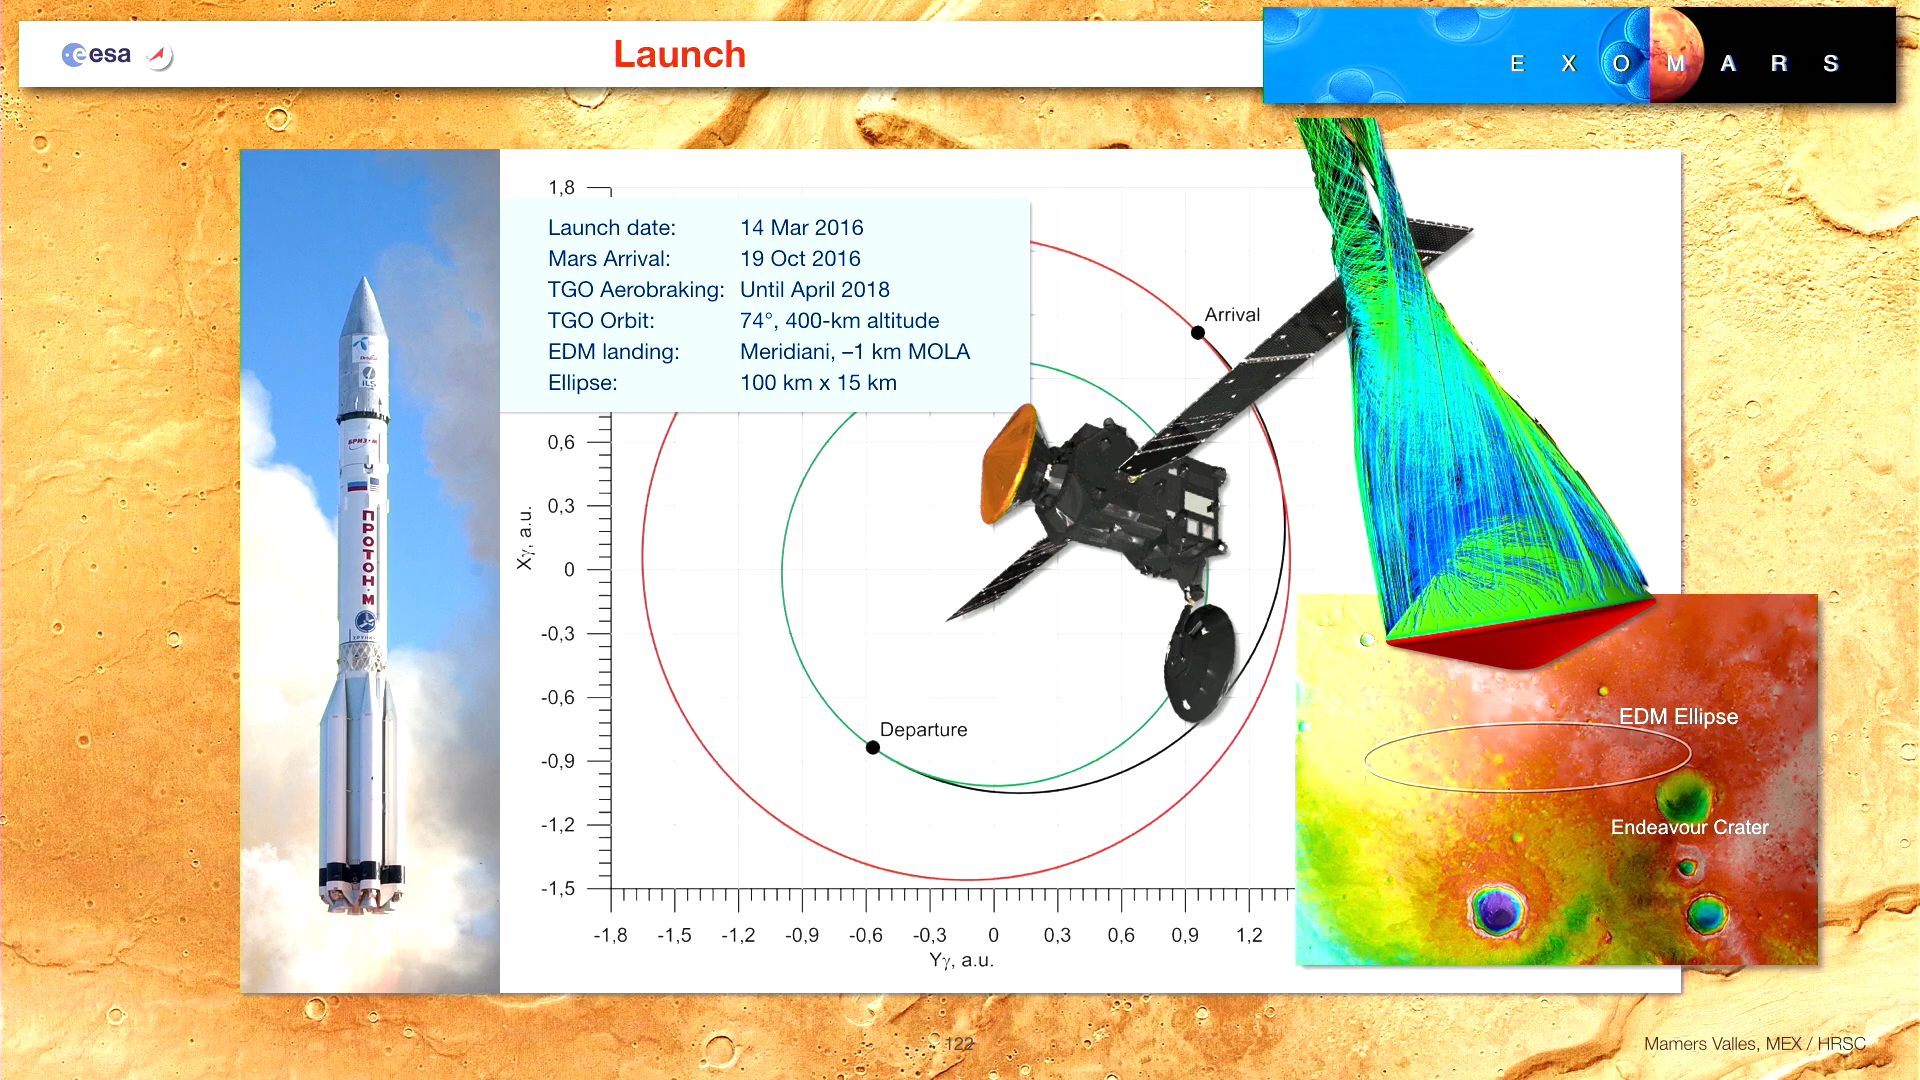 esa
Launch
E X O M A R S
Launch date: 14 Mar 2016
Mars Arrival: 19 Oct 2016
TGO Aerobraking: Until April 2018
TGO Orbit: 74°, 400-km altitude
EDM landing: Meridiani, –1 km MOLA
Ellipse: 100 km x 15 km
1,8
0,6
0,3
0
-0,3
-0,6
-0,9
-1,2
-1,5
Xγ, a.u.
-1,8 -1,5 -1,2 -0,9 -0,6 -0,3 0 0,3 0,6 0,9 1,2
Yγ, a.u.
Arrival
Departure
ILS
БРИЗ-М
ПРОТОН-М
EDM Ellipse
Endeavour Crater
122
Mamers Valles, MEX / HRSC